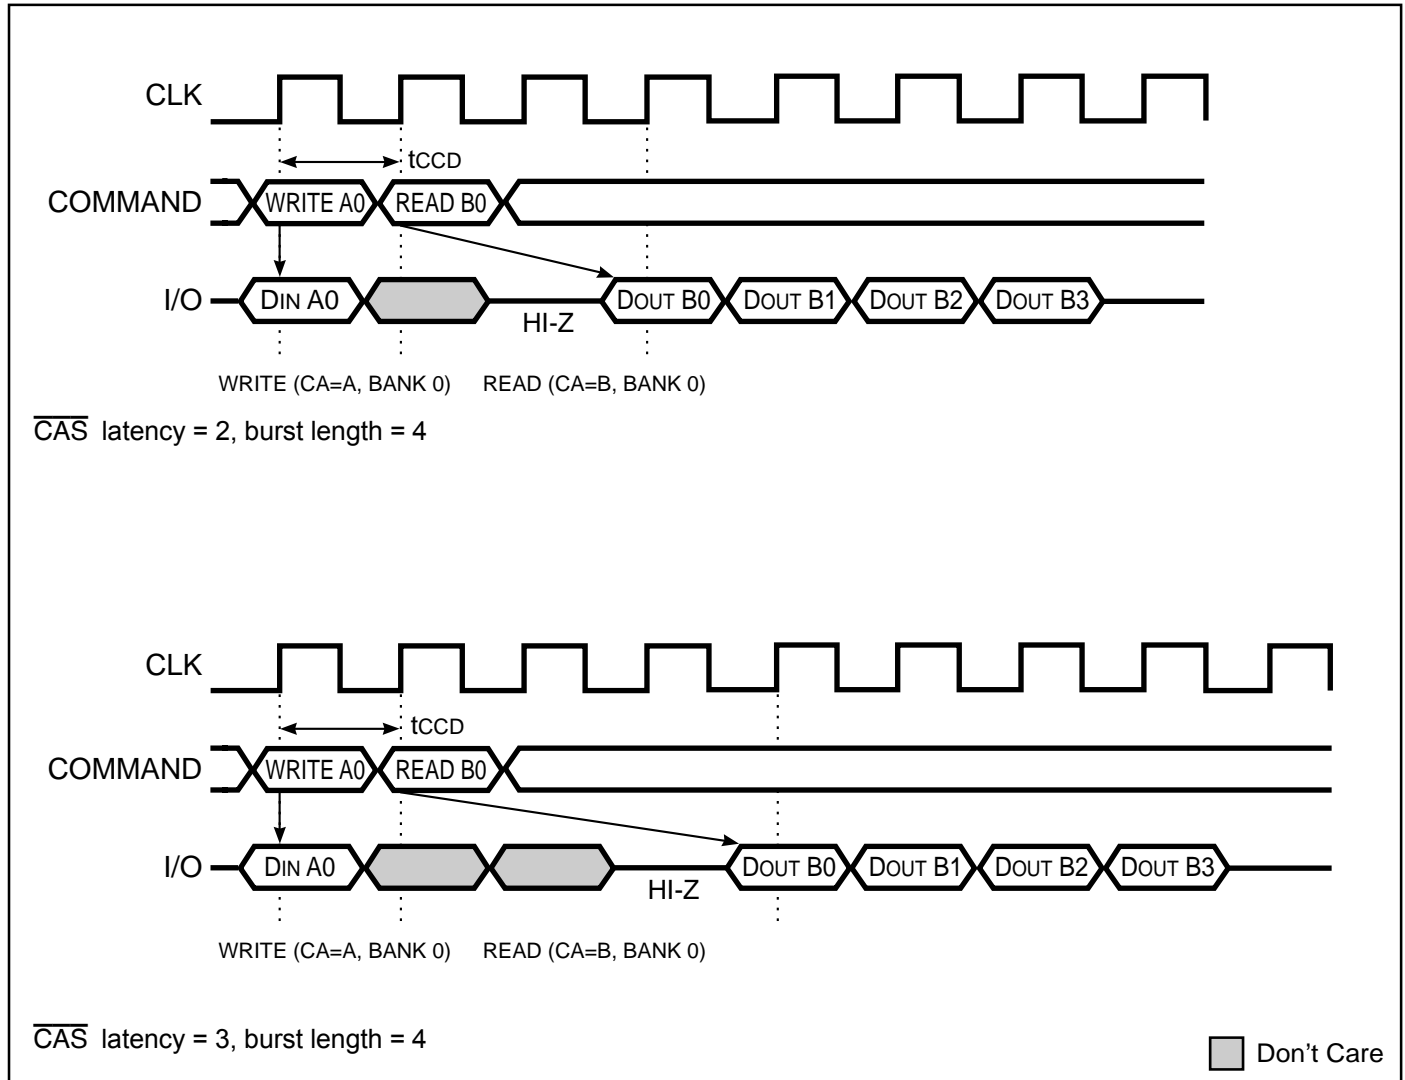 CLK
tCCD
COMMAND WRITE A0 READ B0
I/O DIN A0 HI-Z DOUT B0 DOUT B1 DOUT B2 DOUT B3
WRITE (CA=A, BANK 0) READ (CA=B, BANK 0)
CAS latency = 2, burst length = 4
CLK
tCCD
COMMAND WRITE A0 READ B0
I/O DIN A0 HI-Z DOUT B0 DOUT B1 DOUT B2 DOUT B3
WRITE (CA=A, BANK 0) READ (CA=B, BANK 0)
CAS latency = 3, burst length = 4
Don't Care